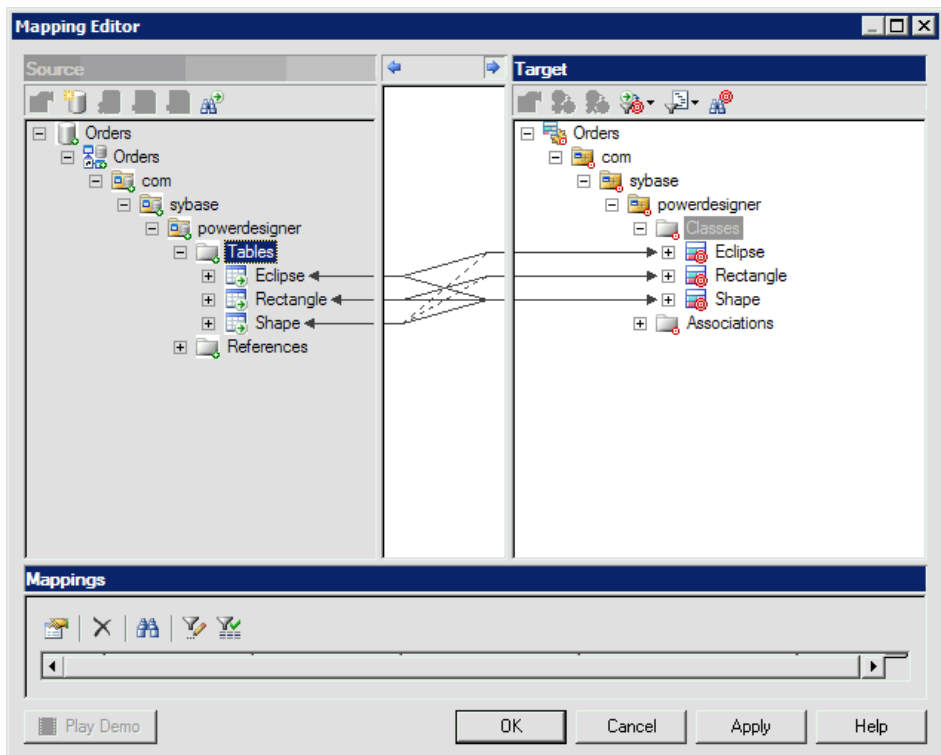 Mapping Editor
Source
Target
Orders
Orders
com
sybase
powerdesigner
Tables
Eclipse
Rectangle
Shape
References
Orders
com
sybase
powerdesigner
Classes
Eclipse
Rectangle
Shape
Associations
Mappings
Play Demo
OK
Cancel
Apply
Help